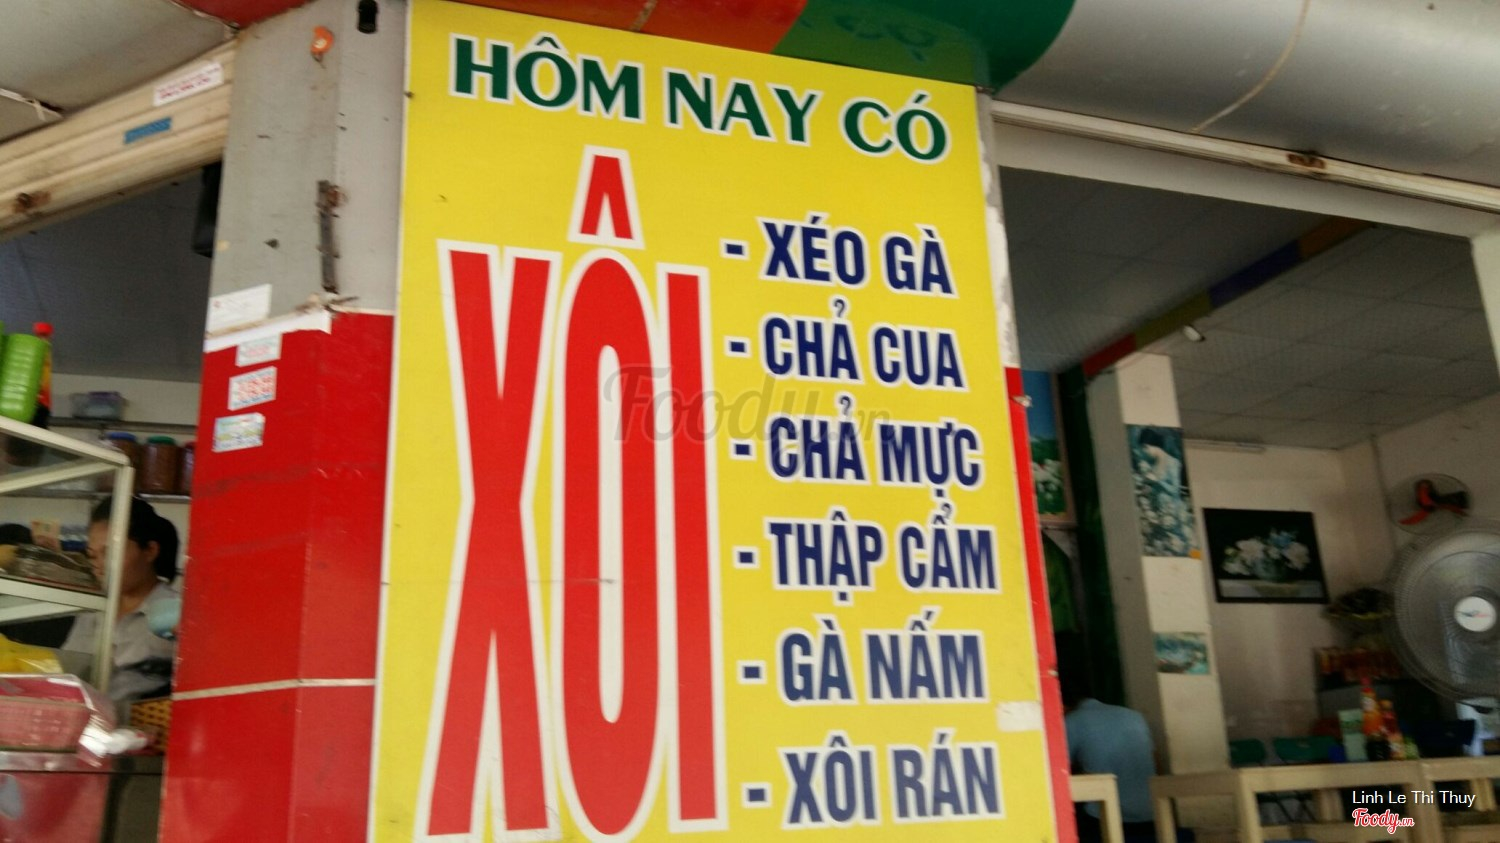 HÔM NAY CÓ
XÔI
- XÉO GÀ
- CHẢ CUA
- CHẢ MỰC
- THẬP CẨM
- GÀ NẤM
- XÔI RÁN
Foody.vn
Linh Le Thi Thuy
Foody.vn